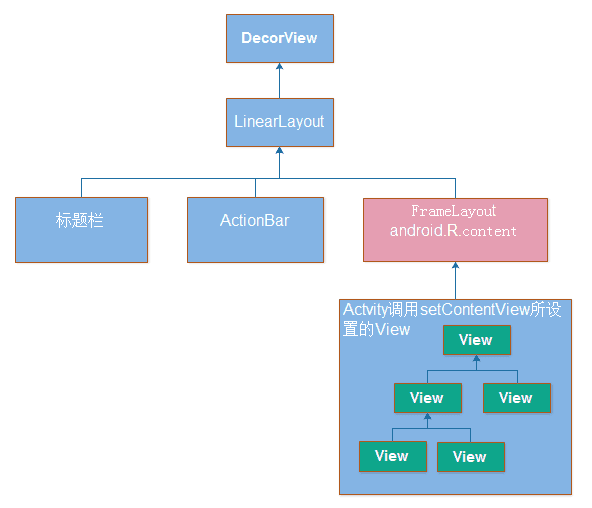 DecorView
LinearLayout
标题栏
ActionBar
FrameLayout
android.R.content
Actvity调用setContentView所设
置的View
View
View
View
View
View